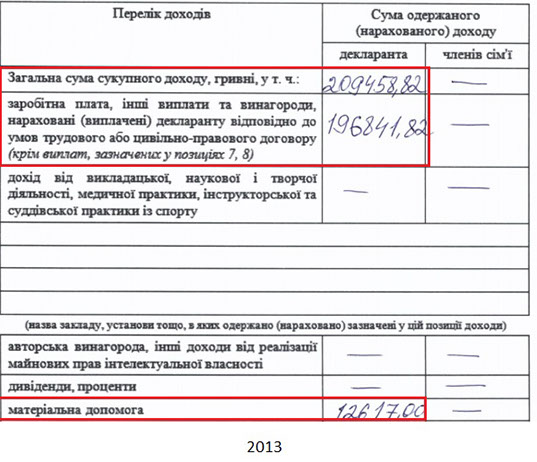 Перелік доходів
Сума одержаного
(нарахованого) доходу
декларанта
членів сім'ї
Загальна сума сукупного доходу, гривні, у т. ч.:
209458,82
—
заробітна плата, інші виплати та винагороди,
нараховані (виплачені) декларанту відповідно до
умов трудового або цивільно-правового договору
(крім виплат, зазначених у позиціях 7, 8)
196841,82
—
дохід від викладацької, наукової і творчої
діяльності, медичної практики, інструкторської та
суддівської практики із спорту
—
—
(назва закладу, установи тощо, в яких одержано (нараховано) зазначені у цій позиції доходи)
авторська винагорода, інші доходи від реалізації
майнових прав інтелектуальної власності
—
—
дивіденди, проценти
—
—
матеріальна допомога
12617,00
—
2013